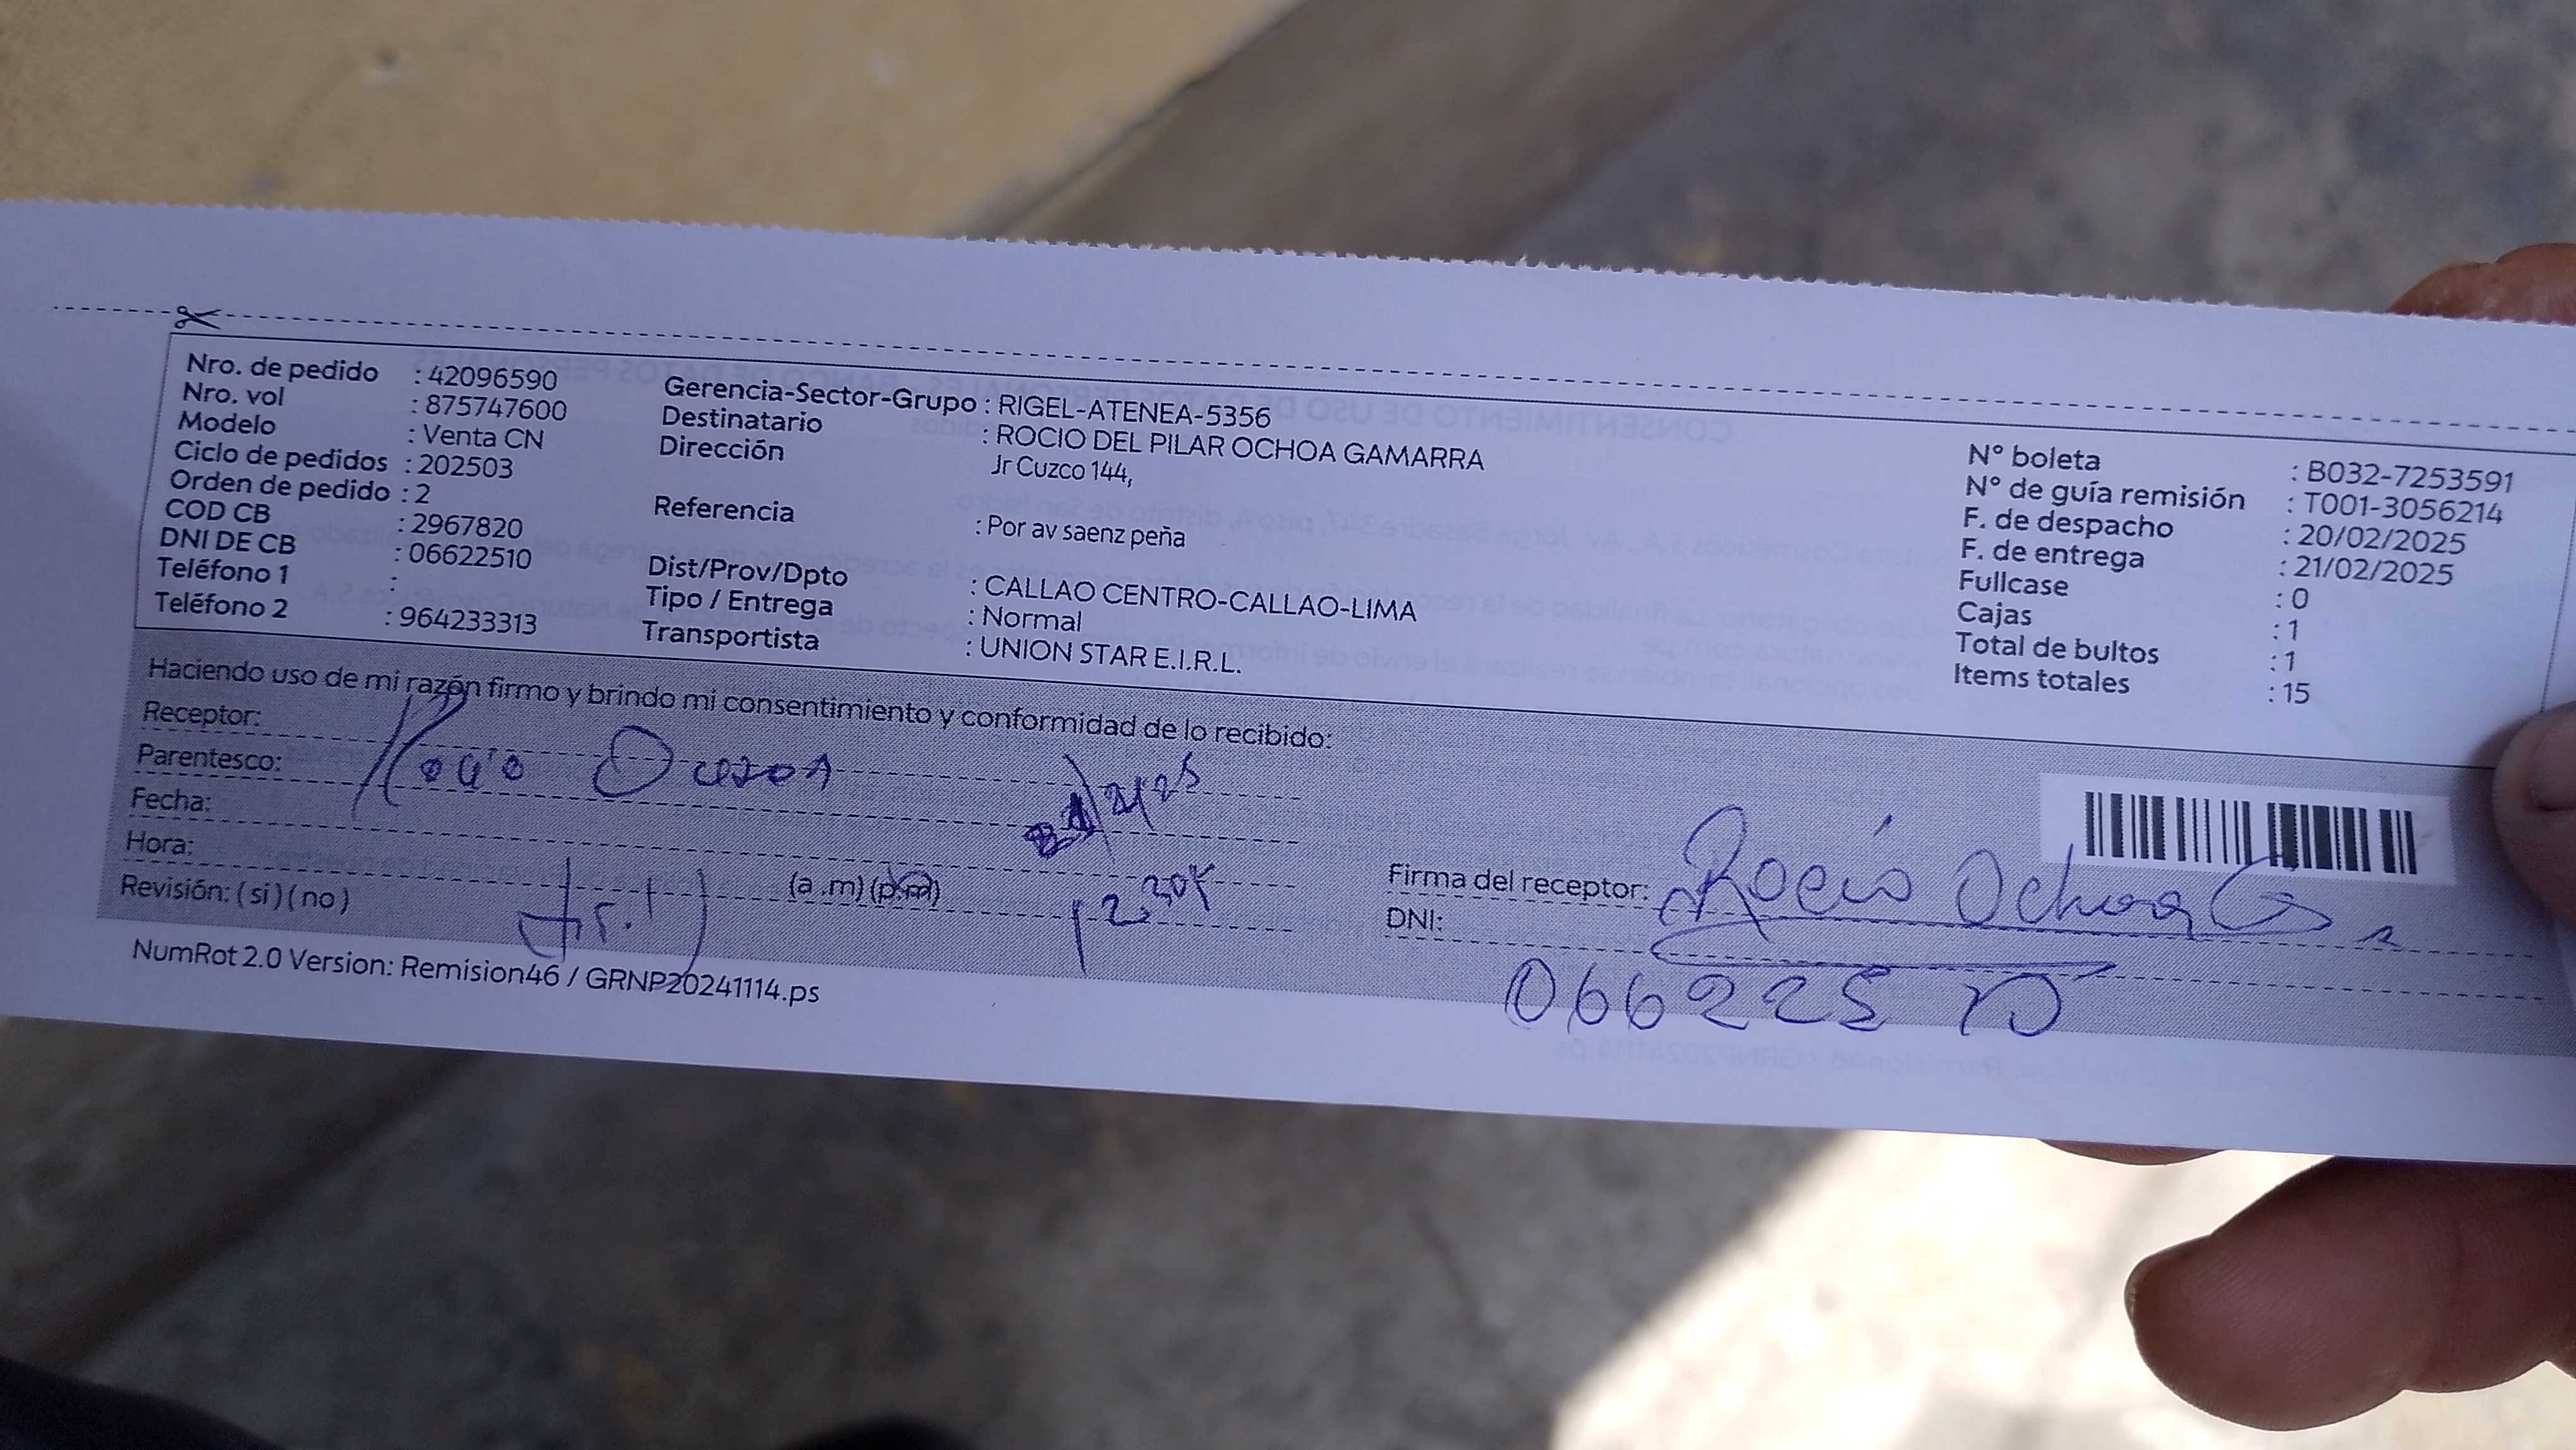 Nro. de pedido : 42096590
Nro. vol : 875747600
Modelo : Venta CN
Ciclo de pedidos : 202503
Orden de pedido : 2
COD CB : 2967820
DNI DE CB : 06622510
Teléfono 1 :
Teléfono 2 : 964233313
Gerencia-Sector-Grupo : RIGEL-ATENEA-5356
Destinatario : ROCIO DEL PILAR OCHOA GAMARRA
Dirección Jr Cuzco 144,
Referencia : Por av saenz peña
Dist/Prov/Dpto : CALLAO CENTRO-CALLAO-LIMA
Tipo / Entrega : Normal
Transportista : UNION STAR E.I.R.L.
N° boleta : B032-7253591
N° de guía remisión : T001-3056214
F. de despacho : 20/02/2025
F. de entrega : 21/02/2025
Fullcase : 0
Cajas : 1
Total de bultos : 1
Items totales : 15
Haciendo uso de mi razón firmo y brindo mi consentimiento y conformidad de lo recibido:
Receptor: Rocio Ochoa
Parentesco:
Fecha: 21/2/25
Hora: (a.m) (p.m)
Revisión: ( sí ) ( no )
Firma del receptor: Rocío Ochoa G
DNI: 06622510
NumRot 2.0 Version: Remision46 / GRNP20241114.ps